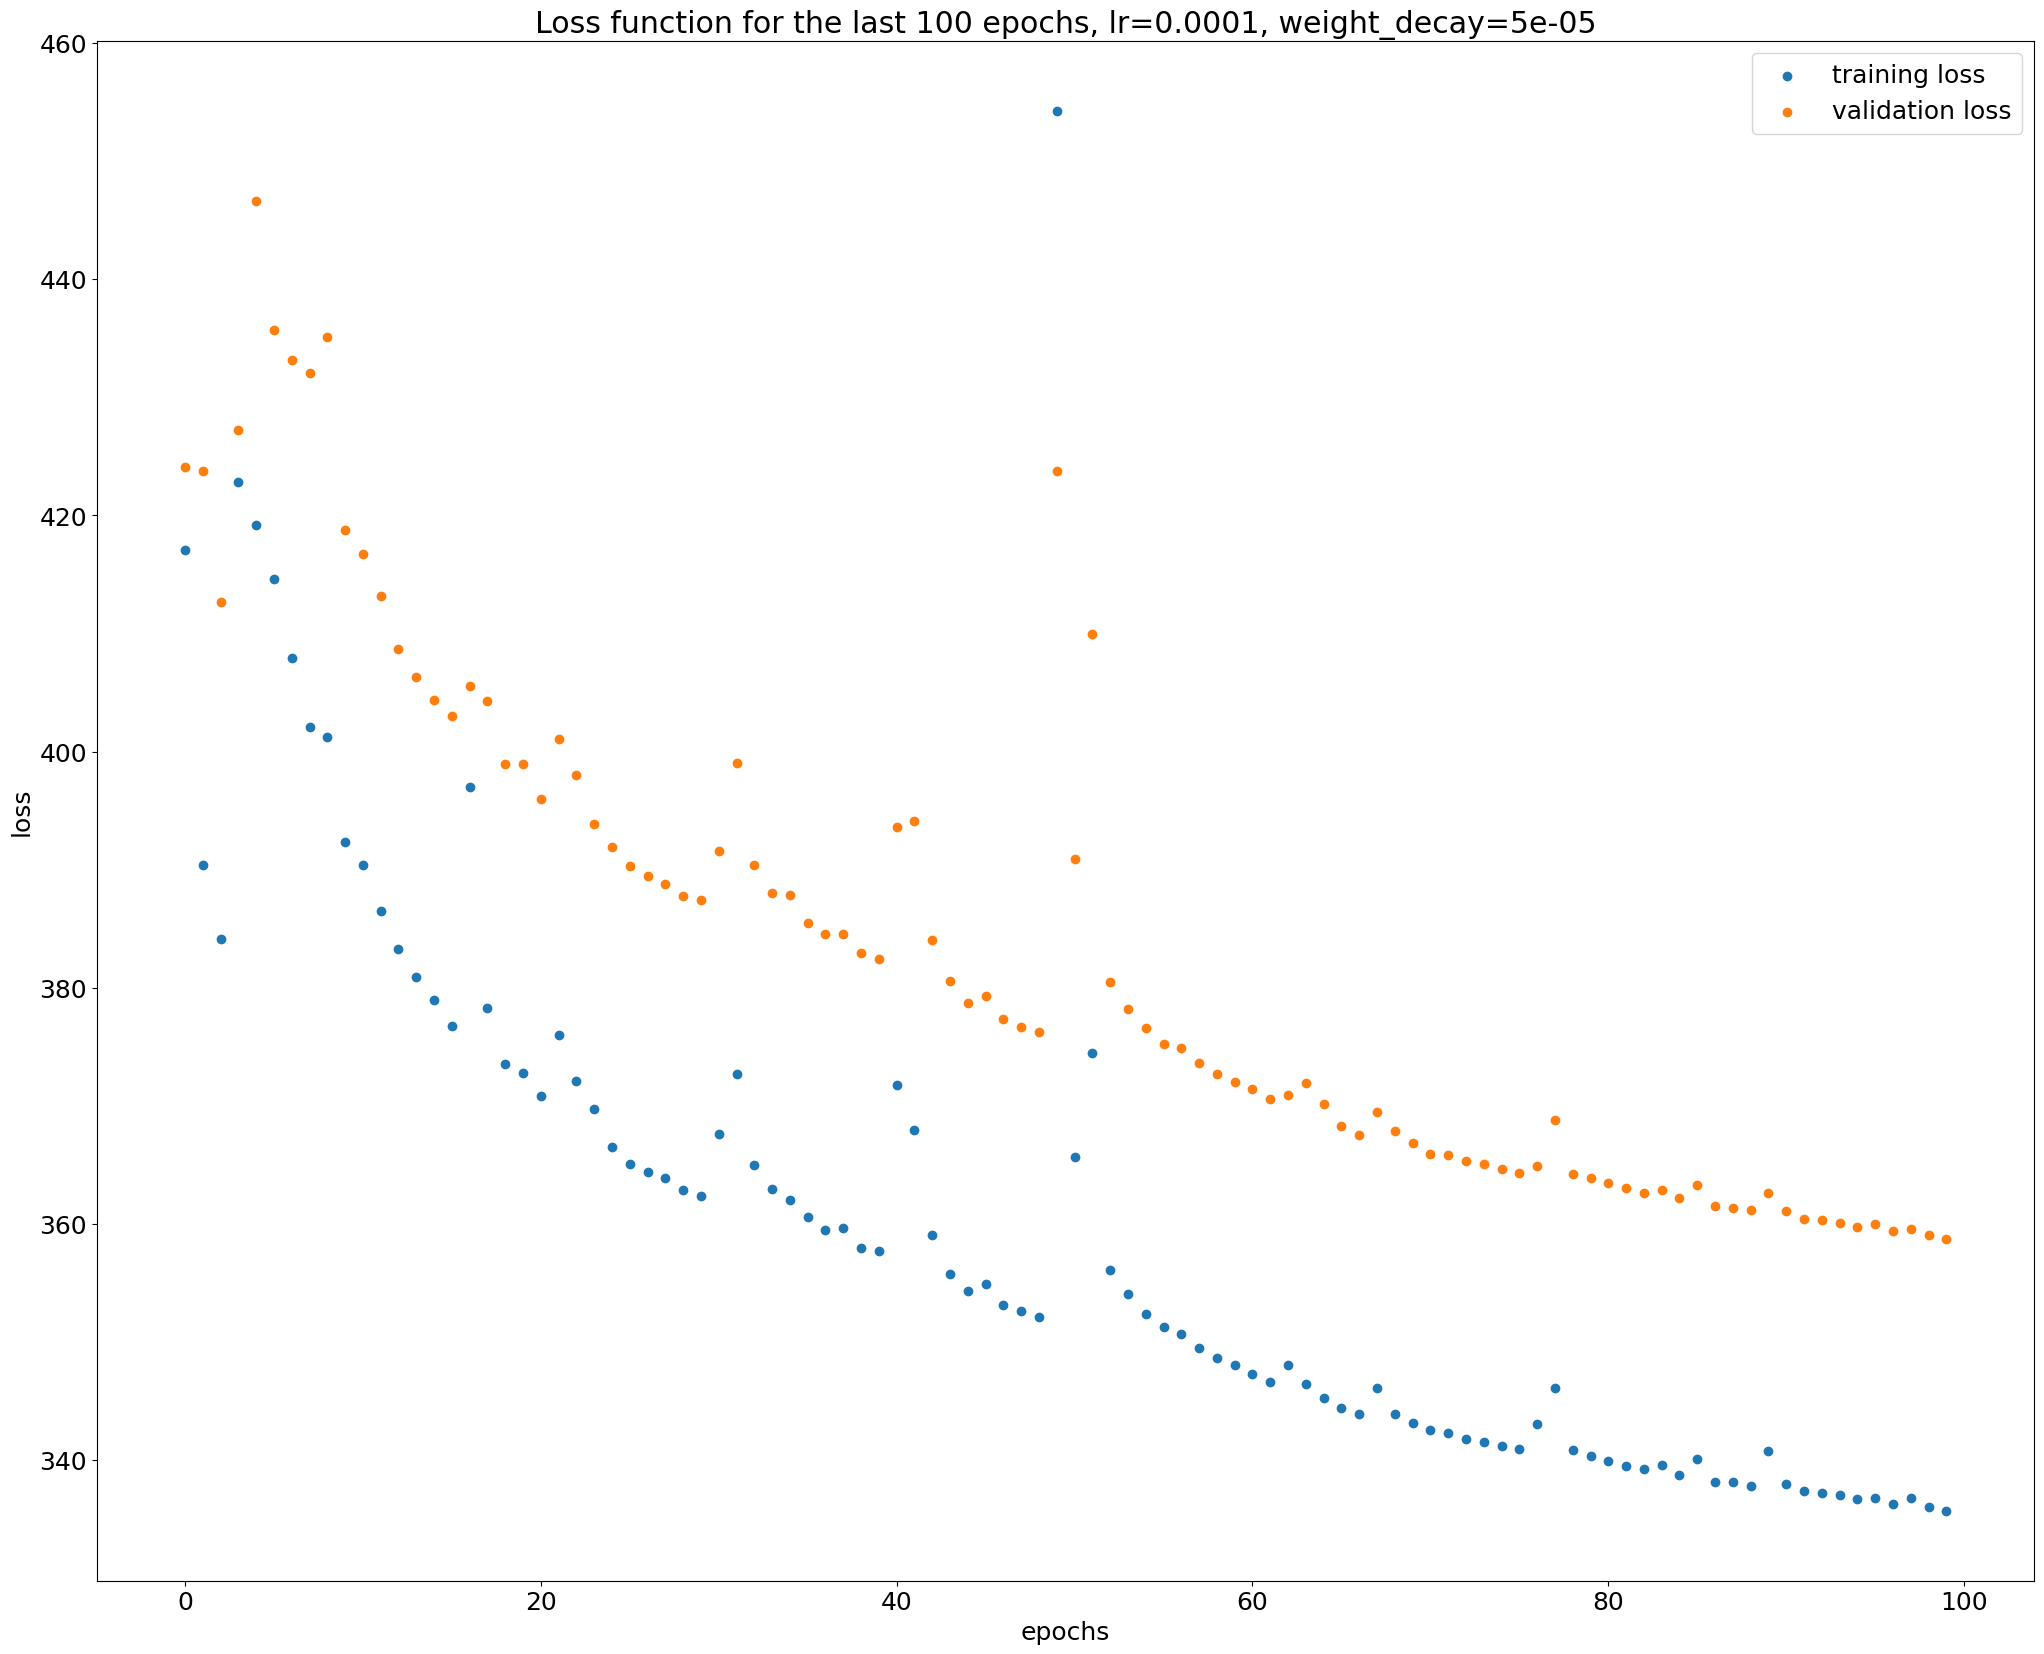 Loss function for the last 100 epochs, lr=0.0001, weight_decay=5e-05
460
440
420
400
380
360
340
loss
training loss
validation loss
0
20
40
60
80
100
epochs